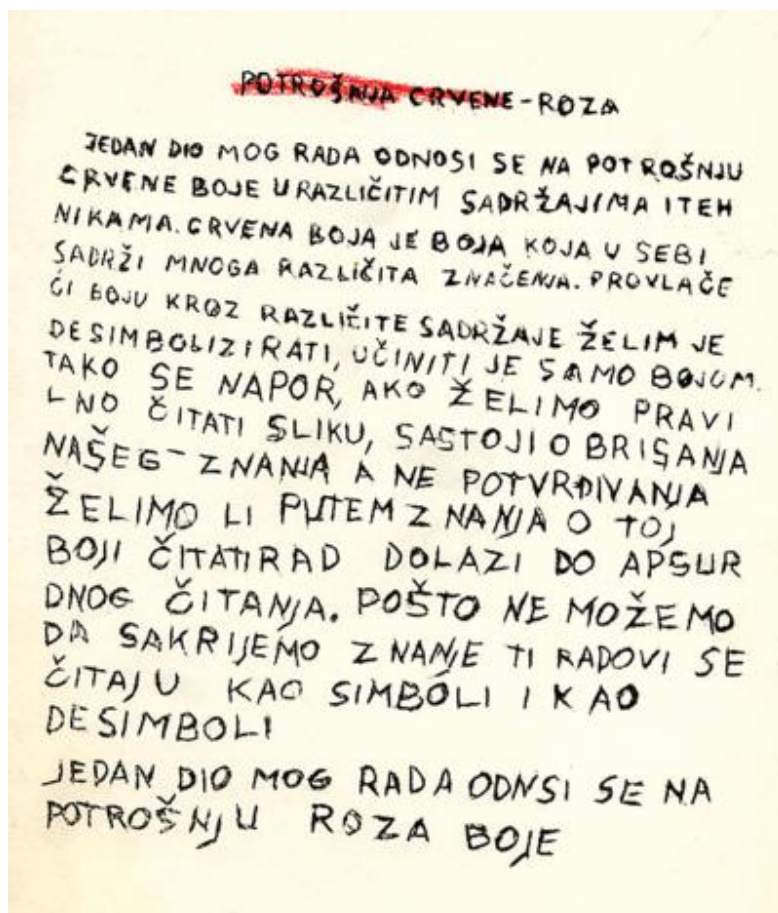 POTROŠNJA CRVENE-ROZA
JEDAN DIO MOG RADA ODNOSI SE NA POTROŠNJU
CRVENE BOJE U RAZLIČITIM SADRŽAJIMA I TEH
NIKAMA. CRVENA BOJA JE BOJA KOJA U SEBI
SADRŽI MNOGA RAZLIČITA ZNAČENJA. PROVLAČE
ĆI BOJU KROZ RAZLIČITE SADRŽAJE ŽELIM JE
DESIMBOLIZIRATI, UČINITI JE SAMO BOJOM.
TAKO SE NAPOR, AKO ŽELIMO PRAVI
LNO ČITATI SLIKU, SASTOJI O BRISANJA
NAŠEG-ZNANJA A NE POTVRĐIVANJA
ŽELIMO LI PUTEM ZNANJA O TOJ
BOJI ČITATI RAD DOLAZI DO APSUR
DNOG ČITANJA. POŠTO NE MOŽEMO
DA SAKRIJEMO ZNANJE TI RADOVI SE
ČITAJU KAO SIMBOLI I KAO
DESIMBOLI
JEDAN DIO MOG RADA ODNSI SE NA
POTROŠNJU ROZA BOJE